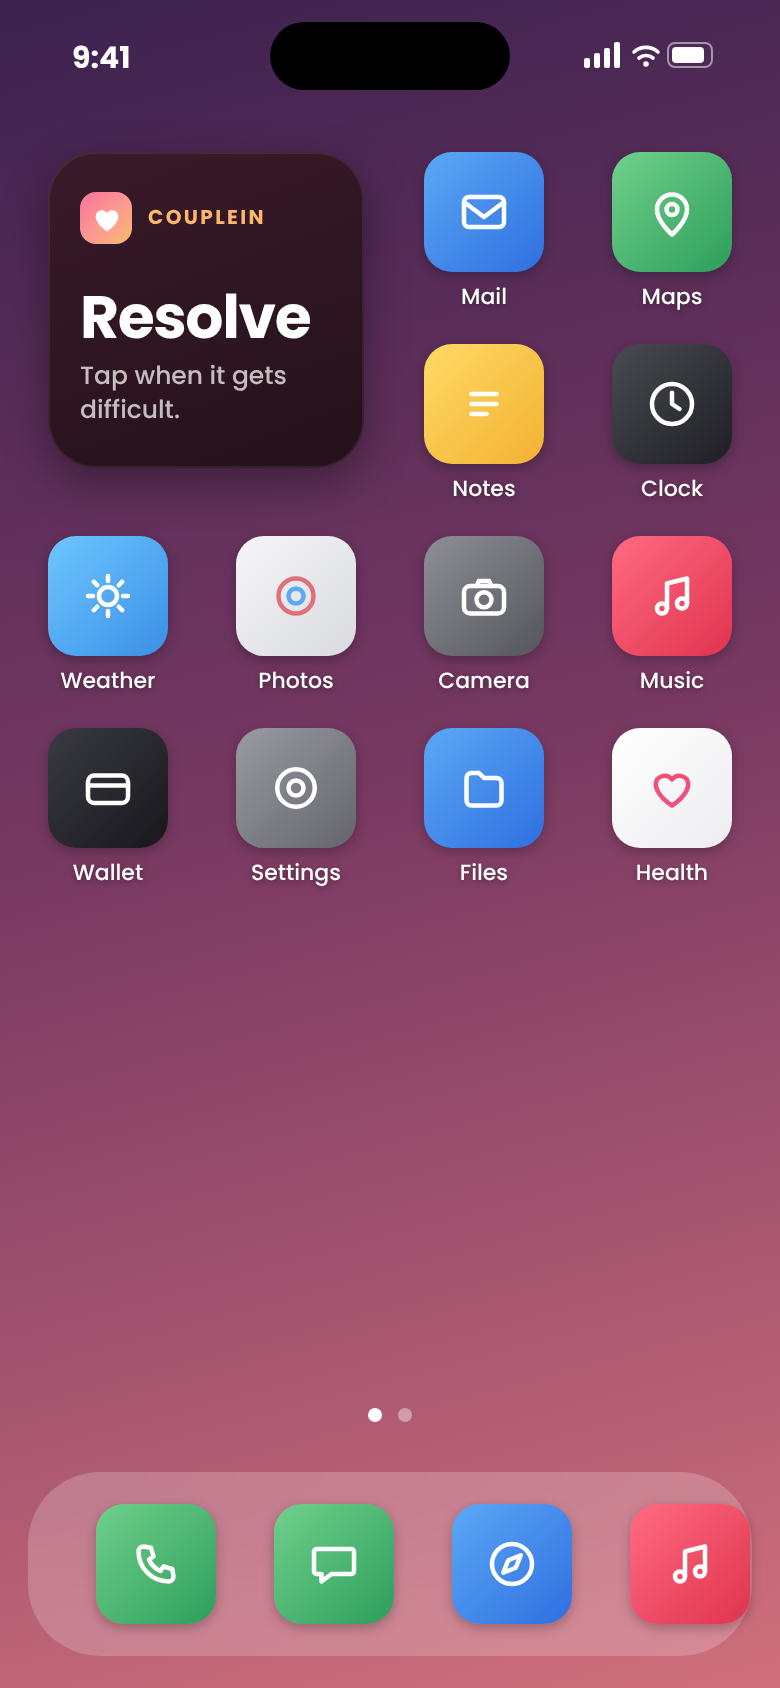 9:41
COUPLEIN
Resolve
Tap when it gets
difficult.
Mail
Maps
Notes
Clock
Weather
Photos
Camera
Music
Wallet
Settings
Files
Health